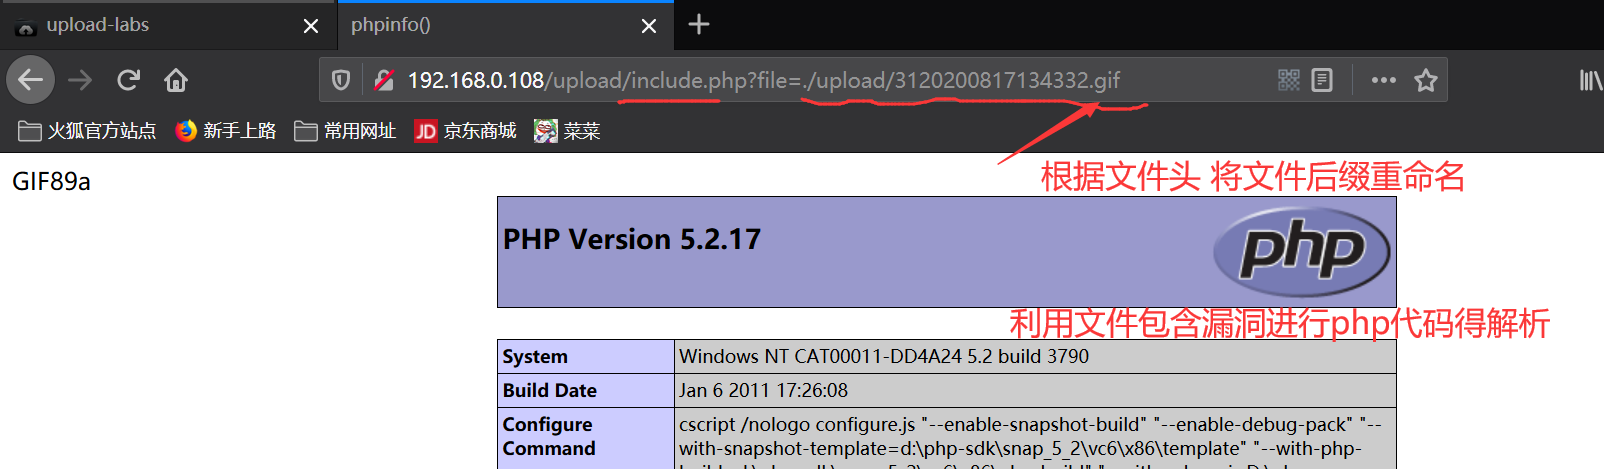 upload-labs
phpinfo()
192.168.0.108/upload/include.php?file=./upload/3120200817134332.gif
火狐官方站点 新手上路 常用网址 JD 京东商城 菜菜
根据文件头 将文件后缀重命名
GIF89a
PHP Version 5.2.17
php
利用文件包含漏洞进行php代码得解析
System Windows NT CAT00011-DD4A24 5.2 build 3790
Build Date Jan 6 2011 17:26:08
Configure cscript /nologo configure.js "--enable-snapshot-build" "--enable-debug-pack" "--
Command with-snapshot-template=d:\php-sdk\snap_5_2\vc6\x86\template" "--with-php-